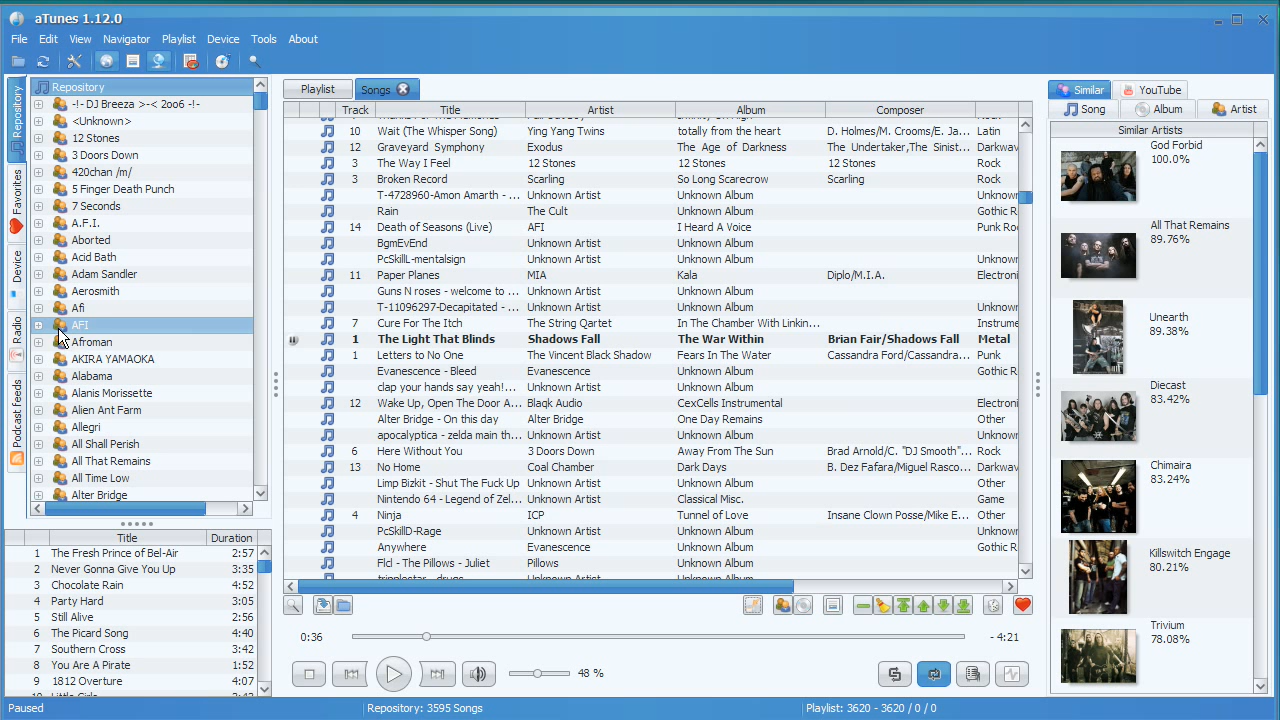 aTunes 1.12.0
File Edit View Navigator Playlist Device Tools About
Repository
Favorites
Device
Radio
Podcast feeds
Repository
-!- DJ Breeza >-< 2oo6 -!-
<Unknown>
12 Stones
3 Doors Down
420chan /m/
5 Finger Death Punch
7 Seconds
A.F.I.
Aborted
Acid Bath
Adam Sandler
Aerosmith
Afi
AFI
Afroman
AKIRA YAMAOKA
Alabama
Alanis Morissette
Alien Ant Farm
Allegri
All Shall Perish
All That Remains
All Time Low
Alter Bridge
Title Duration
1 The Fresh Prince of Bel-Air 2:57
2 Never Gonna Give You Up 3:35
3 Chocolate Rain 4:52
4 Party Hard 3:05
5 Still Alive 2:56
6 The Picard Song 4:40
7 Southern Cross 3:42
8 You Are A Pirate 1:52
9 1812 Overture 4:07
Playlist Songs
Track Title Artist Album Composer
10 Wait (The Whisper Song) Ying Yang Twins totally from the heart D. Holmes/M. Crooms/E. Ja... Latin
12 Graveyard Symphony Exodus The Age of Darkness The Undertaker,The Sinist... Darkwav
3 The Way I Feel 12 Stones 12 Stones 12 Stones Rock
3 Broken Record Scarling So Long Scarecrow Scarling Rock
T-4728960-Amon Amarth - ... Unknown Artist Unknown Album Unknown
Rain The Cult Unknown Album Gothic R
14 Death of Seasons (Live) AFI I Heard A Voice Punk Ro
BgmEvEnd Unknown Artist Unknown Album
PcSkillL-mentalsign Unknown Artist Unknown Album Unknown
11 Paper Planes MIA Kala Diplo/M.I.A. Electroni
Guns N roses - welcome to ... Unknown Artist Unknown Album
T-11096297-Decapitated - ... Unknown Artist Unknown Album Unknown
7 Cure For The Itch The String Qartet In The Chamber With Linkin... Instrume
1 The Light That Blinds Shadows Fall The War Within Brian Fair/Shadows Fall Metal
1 Letters to No One The Vincent Black Shadow Fears In The Water Cassandra Ford/Cassandra... Punk
Evanescence - Bleed Evanescence Unknown Album Gothic R
clap your hands say yeah!... Unknown Artist Unknown Album
12 Wake Up, Open The Door A... Blaqk Audio CexCells Instrumental Electroni
Alter Bridge - On this day Alter Bridge One Day Remains Other
apocalyptica - zelda main th... Unknown Artist Unknown Album
6 Here Without You 3 Doors Down Away From The Sun Brad Arnold/C. "DJ Smooth"... Rock
13 No Home Coal Chamber Dark Days B. Dez Fafara/Miguel Rasco... Darkwav
Limp Bizkit - Shut The Fuck Up Unknown Artist Unknown Album Unknown
Nintendo 64 - Legend of Zel... Unknown Artist Classical Misc. Game
4 Ninja ICP Tunnel of Love Insane Clown Posse/Mike E... Other
PcSkillD-Rage Unknown Artist Unknown Album Unknown
Anywhere Evanescence Unknown Album Gothic R
Flcl - The Pillows - Juliet Pillows Unknown Album
0:36 - 4:21
48 %
Similar YouTube
Song Album Artist
Similar Artists
God Forbid
100.0%
All That Remains
89.76%
Unearth
89.38%
Diecast
83.42%
Chimaira
83.24%
Killswitch Engage
80.21%
Trivium
78.08%
Paused Repository: 3595 Songs Playlist: 3620 - 3620 / 0 / 0